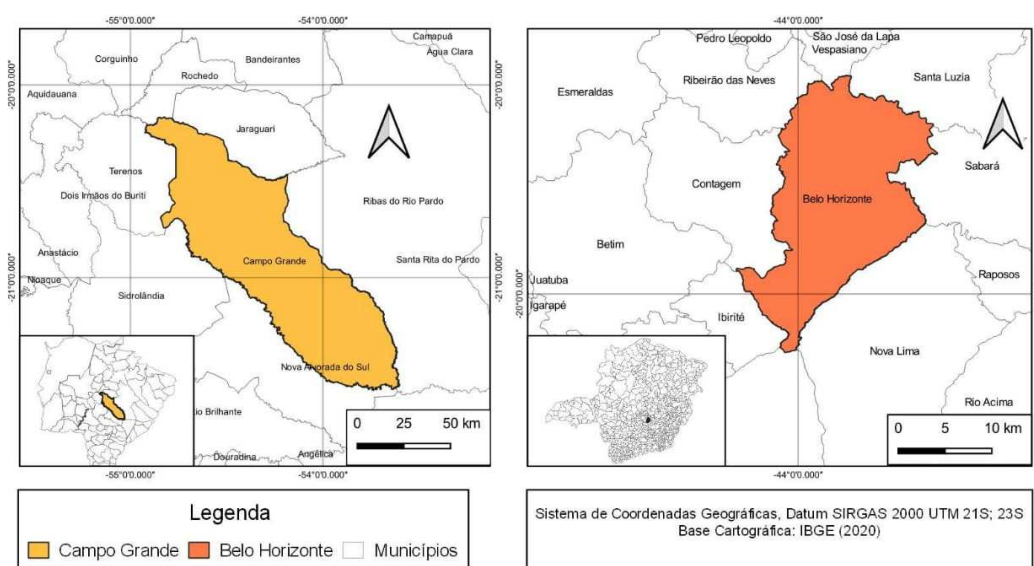 -55°0'0.000"
-54°0'0.000"
-20°0'0.000"
-21°0'0.000"
Camapuã
Água Clara
Corguinho
Bandeirantes
Rochedo
Aquidauana
Jaraguari
Terenos
Dois Irmãos do Buriti
Ribas do Rio Pardo
Anastácio
Campo Grande
Santa Rita do Pardo
Nioaque
Sidrolândia
Nova Alvorada do Sul
io Brilhante
Douradina
Angélica
0 25 50 km
-55°0'0.000"
-54°0'0.000"
-44°0'0.000"
-20°0'0.000"
Pedro Leopoldo
São José da Lapa
Vespasiano
Ribeirão das Neves
Santa Luzia
Esmeraldas
Sabará
Contagem
Belo Horizonte
Betim
Juatuba
Raposos
Igarapé
Ibirité
Nova Lima
Rio Acima
0 5 10 km
-44°0'0.000"
-20°0'0.000"
Legenda
Campo Grande Belo Horizonte Municípios
Sistema de Coordenadas Geográficas, Datum SIRGAS 2000 UTM 21S; 23S
Base Cartográfica: IBGE (2020)